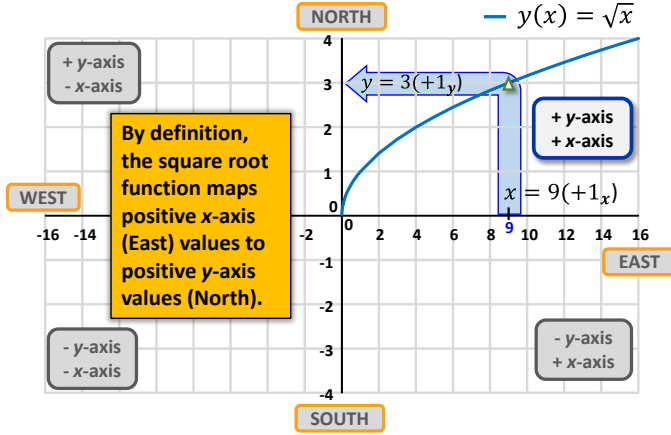 NORTH
y(x) = √x
+ y-axis
- x-axis
4
3
2
1
0
y = 3(+1y)
+ y-axis
+ x-axis
By definition,
the square root
function maps
positive x-axis
(East) values to
positive y-axis
values (North).
x = 9(+1x)
WEST
-16 -14 -2 0 2 4 6 8 9 10 12 14 16
EAST
-1
-2
-3
-4
- y-axis
- x-axis
- y-axis
+ x-axis
SOUTH